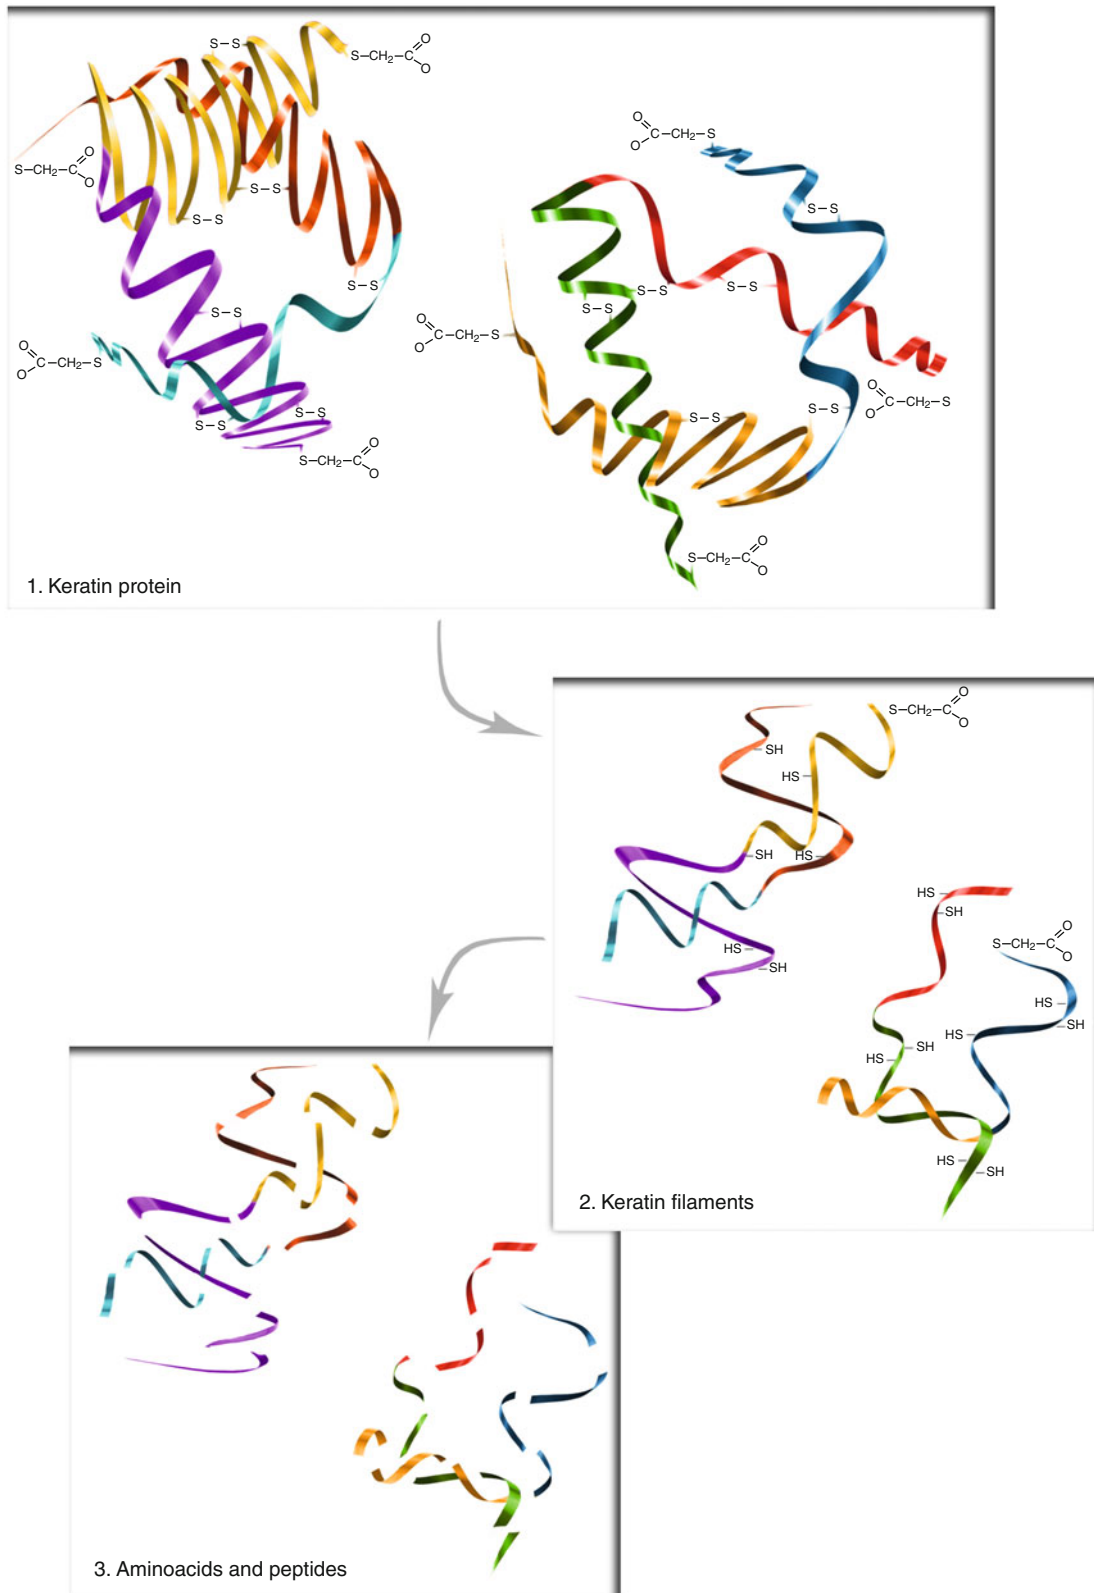 S–S
S–CH2–C
O
O
O
C–CH2–S
O
S–CH2–C
O
O
S–S
S–S
S–S
S–S
S–S
S–S
S–S
O
C–CH2–S
O
O
C–CH2–S
O
S–S
S–S
S–S
S–S
O
C–CH2–S
O
S–S
S–S
S–CH2–C
O
O
S–CH2–C
O
O
1. Keratin protein
S–CH2–C
O
O
SH
HS
SH
HS
HS
SH
HS
SH
S–CH2–C
O
O
HS
SH
HS
SH
HS
HS
SH
2. Keratin filaments
3. Aminoacids and peptides